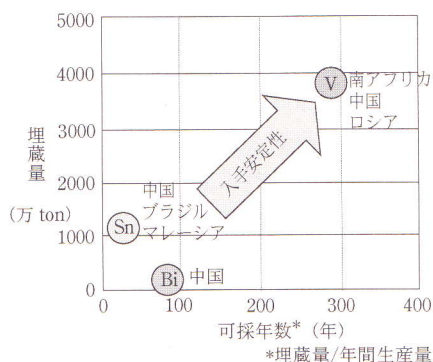 5000
4000
3000
2000
1000
0
埋蔵量
(万 ton)
V
南アフリカ
中国
ロシア
入手安定性
Sn
中国
ブラジル
マレーシア
Bi
中国
0
100
200
300
400
可採年数* (年)
*埋蔵量/年間生産量